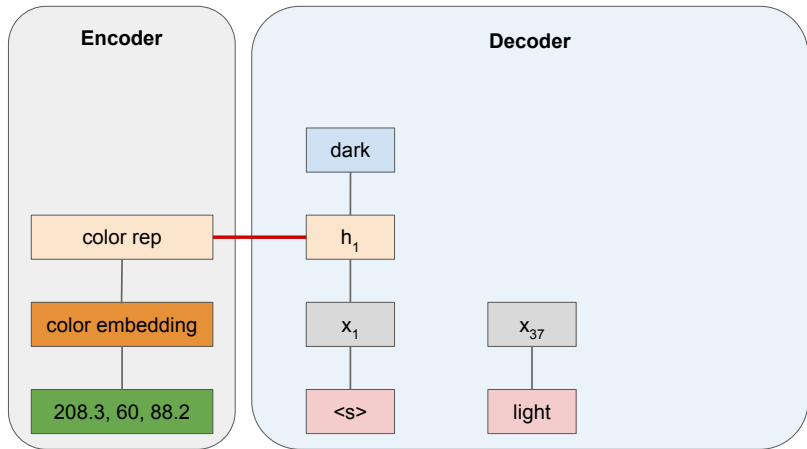 Encoder
Decoder
dark
color rep
h1
color embedding
x1
x37
208.3, 60, 88.2
<s>
light